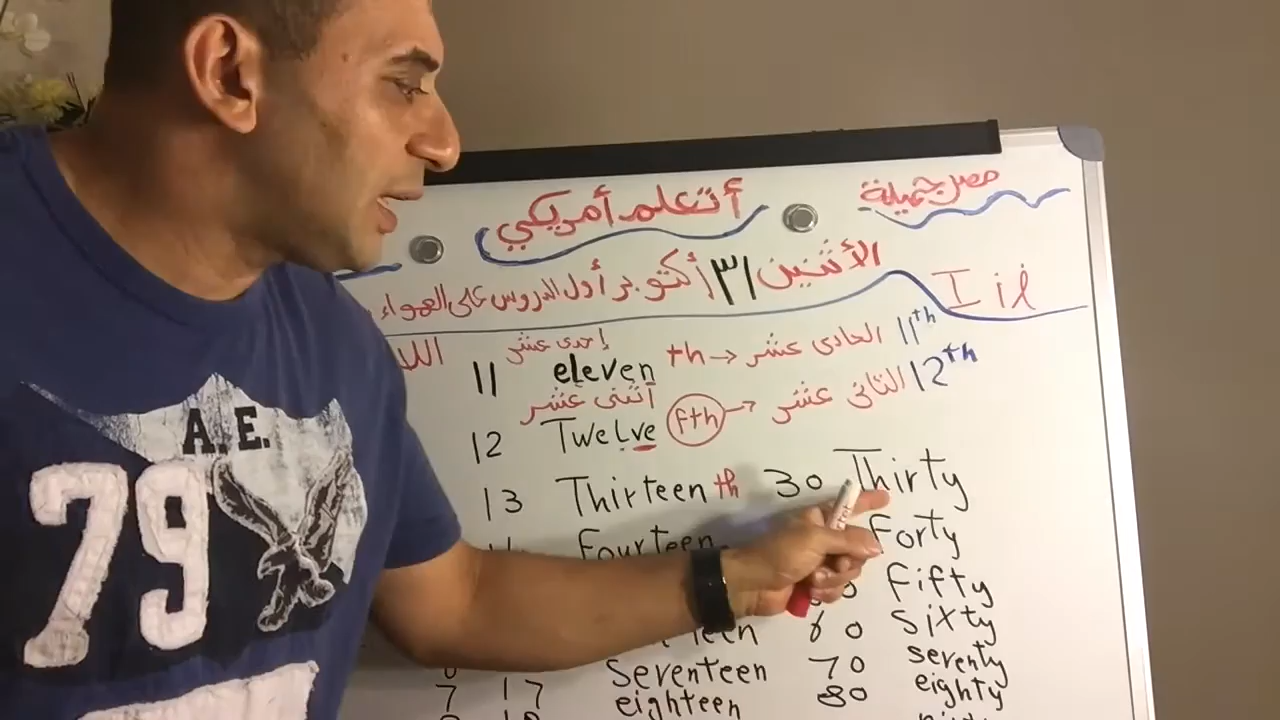 مصر جميلة
أتعلم أمريكي
الأثنين ٣١ أكتوبر أول الدروس على الهواء
I i l
إحدى عشر
11 eleven th → الحادى عشر 11th
أثنى عشر
12 Twelve fth → الثانى عشر 12th
13 Thirteen th 30 Thirty
Fourteen Forty
Fifty
60 Sixty
7 17 Seventeen 70 seventy
eighteen 80 eighty
A.E.
79